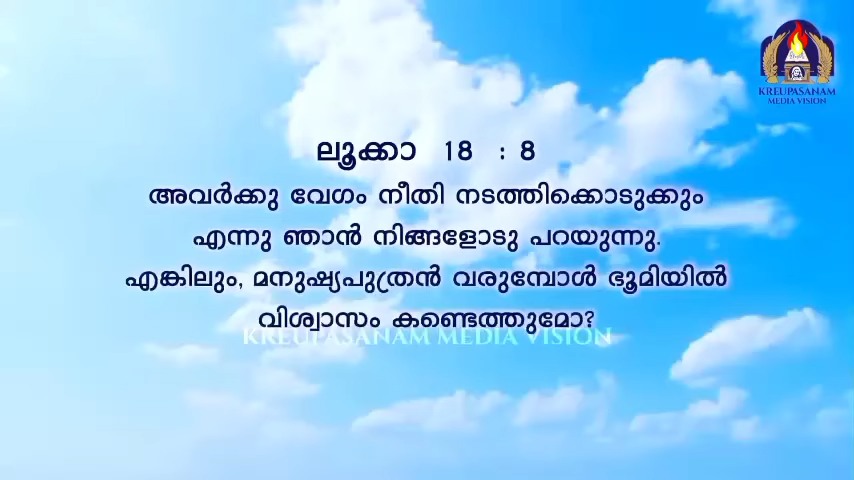 KREUPASANAM
MEDIA VISION
ലൂക്കാ 18 : 8
അവർക്കു വേഗം നീതി നടത്തിക്കൊടുക്കും
എന്നു ഞാൻ നിങ്ങളോടു പറയുന്നു.
എങ്കിലും, മനുഷ്യപുത്രൻ വരുമ്പോൾ ഭൂമിയിൽ
വിശ്വാസം കണ്ടെത്തുമോ?
KREUPASANAM MEDIA VISION